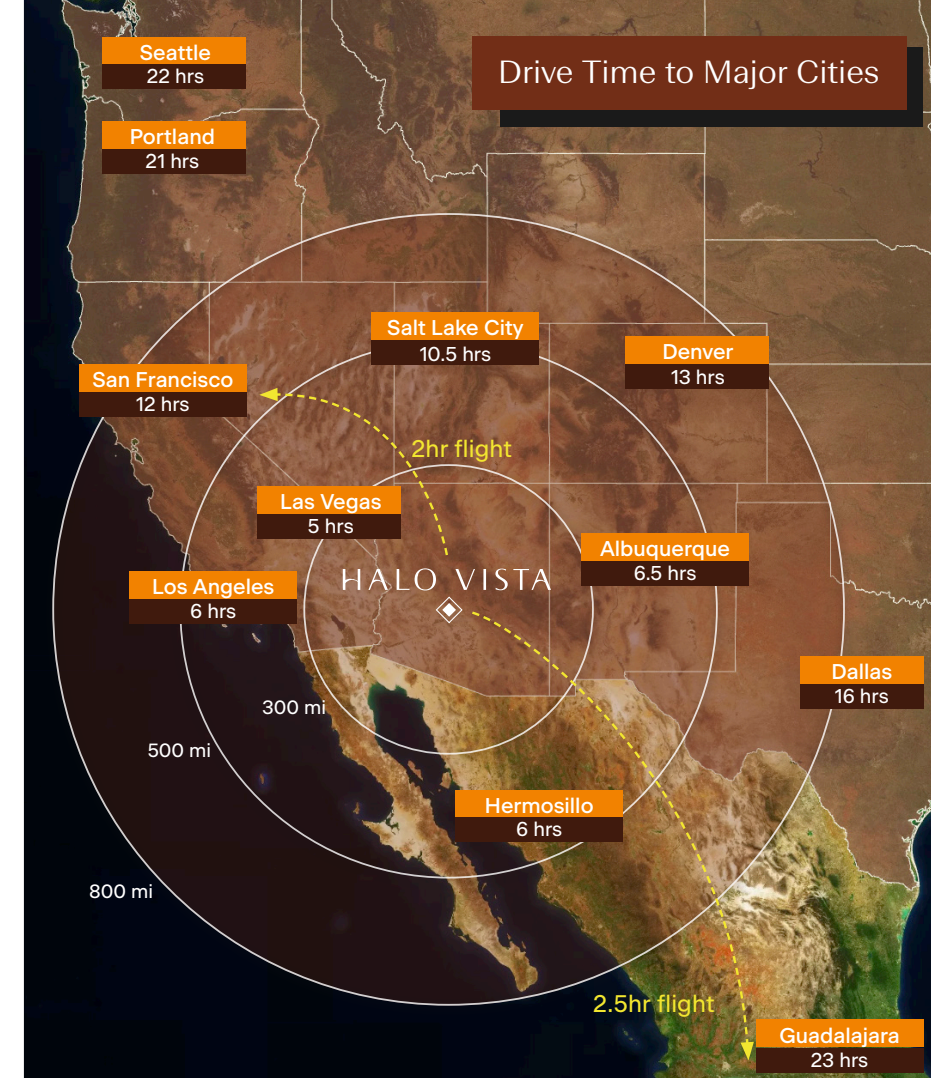 Drive Time to Major Cities
Seattle
22 hrs
Portland
21 hrs
Salt Lake City
10.5 hrs
Denver
13 hrs
San Francisco
12 hrs
2hr flight
Las Vegas
5 hrs
Albuquerque
6.5 hrs
HALO VISTA
Los Angeles
6 hrs
Dallas
16 hrs
300 mi
500 mi
Hermosillo
6 hrs
800 mi
2.5hr flight
Guadalajara
23 hrs